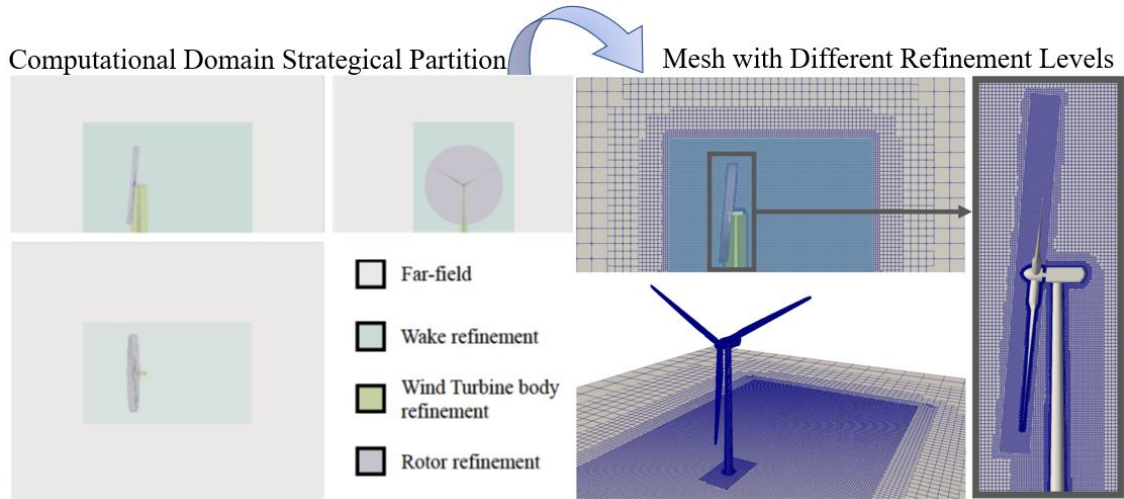 Computational Domain Strategical Partition
Mesh with Different Refinement Levels
Far-field
Wake refinement
Wind Turbine body
refinement
Rotor refinement